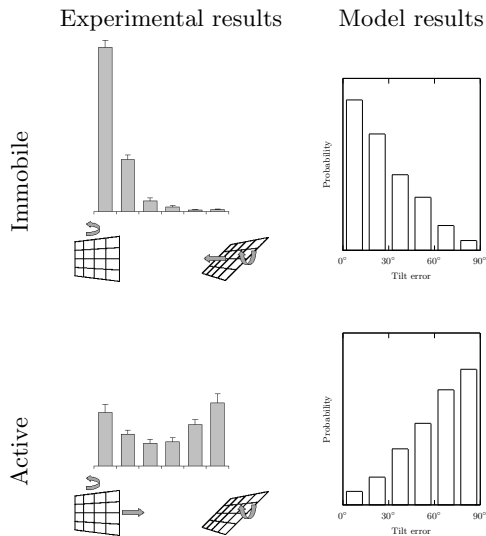 Experimental results
Model results
Immobile
Probability
0° 30° 60° 90°
Tilt error
Active
Probability
0° 30° 60° 90°
Tilt error